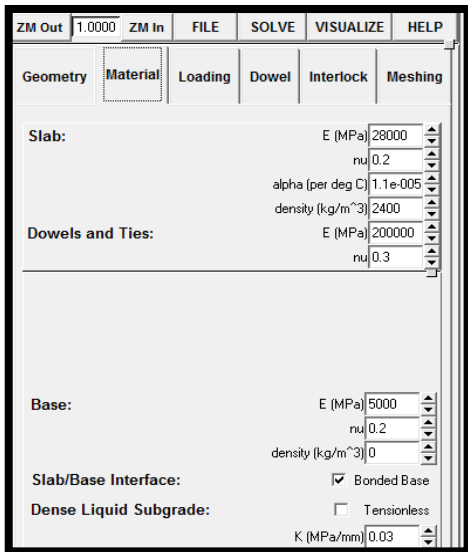 ZM Out 1.0000 ZM In FILE SOLVE VISUALIZE HELP
Geometry Material Loading Dowel Interlock Meshing
Slab: E (MPa) 28000
nu 0.2
alpha (per deg C) 1.1e-005
density (kg/m^3) 2400
Dowels and Ties: E (MPa) 200000
nu 0.3
Base: E (MPa) 5000
nu 0.2
density (kg/m^3) 0
Slab/Base Interface: Bonded Base
Dense Liquid Subgrade: Tensionless
K (MPa/mm) 0.03